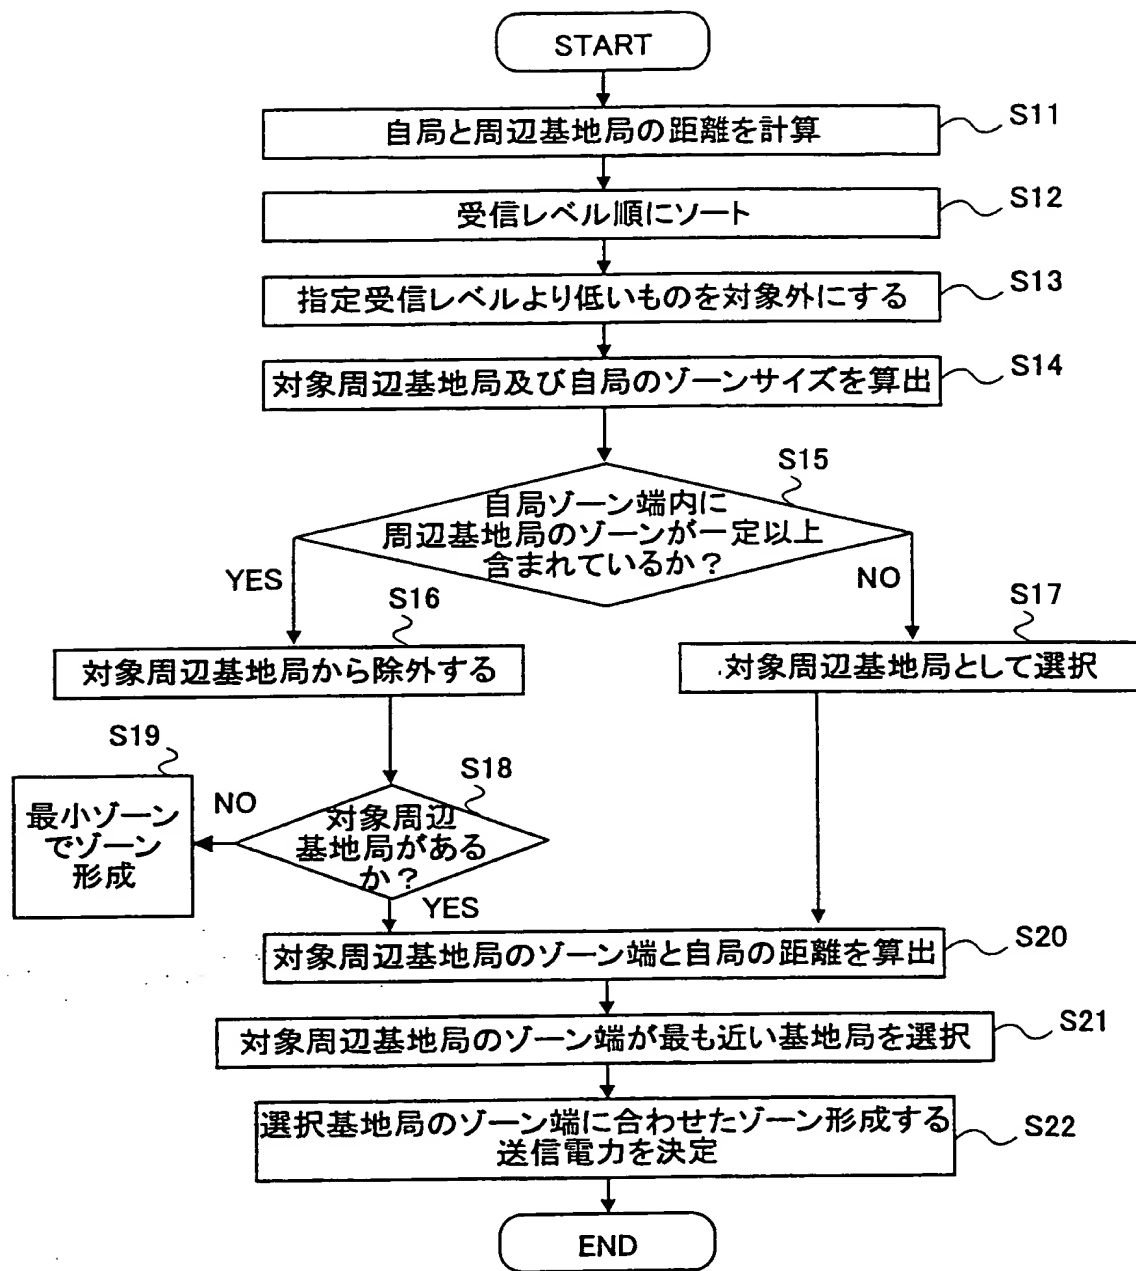 START
自局と周辺基地局の距離を計算
S11
受信レベル順にソート
S12
指定受信レベルより低いものを対象外にする
S13
対象周辺基地局及び自局のゾーンサイズを算出
S14
S15
自局ゾーン端内に
周辺基地局のゾーンが一定以上
含まれているか？
YES
NO
S16
対象周辺基地局から除外する
S17
対象周辺基地局として選択
S19
最小ゾーン
でゾーン
形成
NO
S18
対象周辺
基地局がある
か？
YES
対象周辺基地局のゾーン端と自局の距離を算出
S20
対象周辺基地局のゾーン端が最も近い基地局を選択
S21
選択基地局のゾーン端に合わせたゾーン形成する
送信電力を決定
S22
END